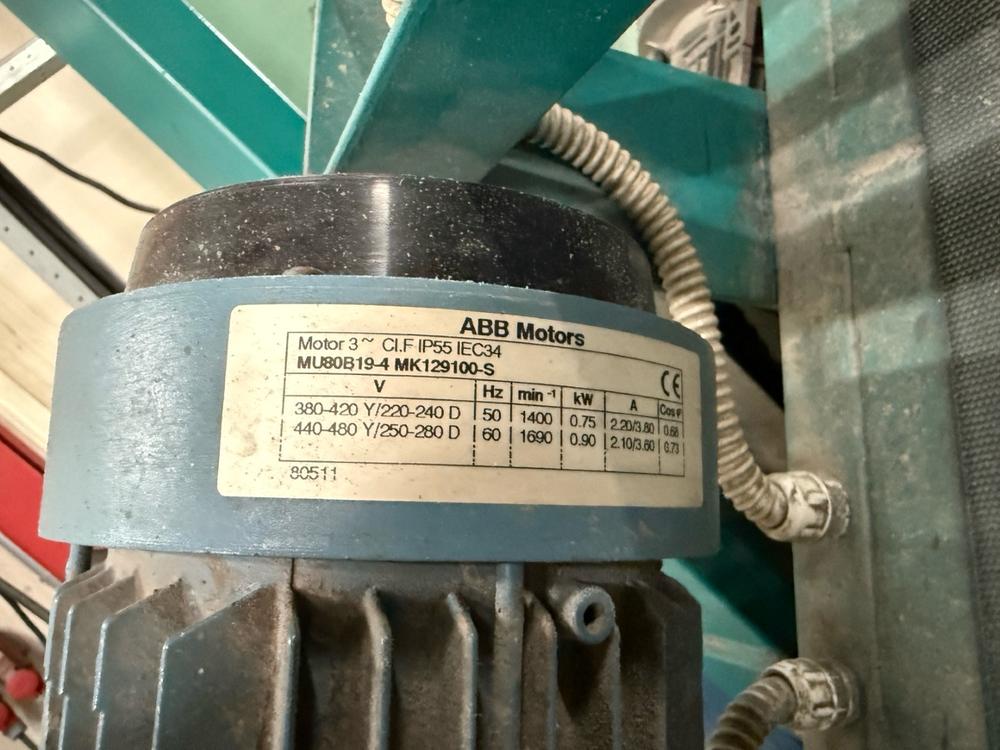 ABB Motors
Motor 3~ Cl.F IP55 IEC34
MU80B19-4 MK129100-S
CE
V Hz min⁻¹ kW A Cos φ
380-420 Y/220-240 D 50 1400 0.75 2.20/3.80 0.68
440-480 Y/250-280 D 60 1690 0.90 2.10/3.60 0.73
80511